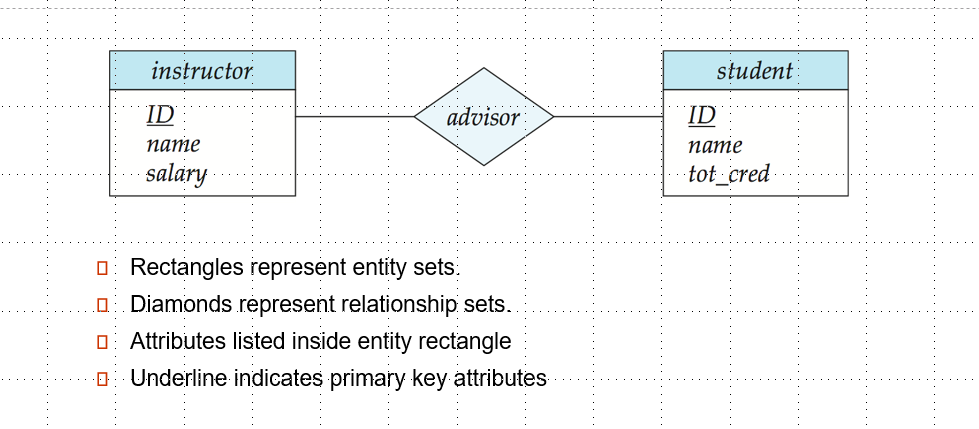 instructor
ID
name
salary
advisor
student
ID
name
tot_cred
Rectangles represent entity sets.
Diamonds represent relationship sets.
Attributes listed inside entity rectangle
Underline indicates primary key attributes